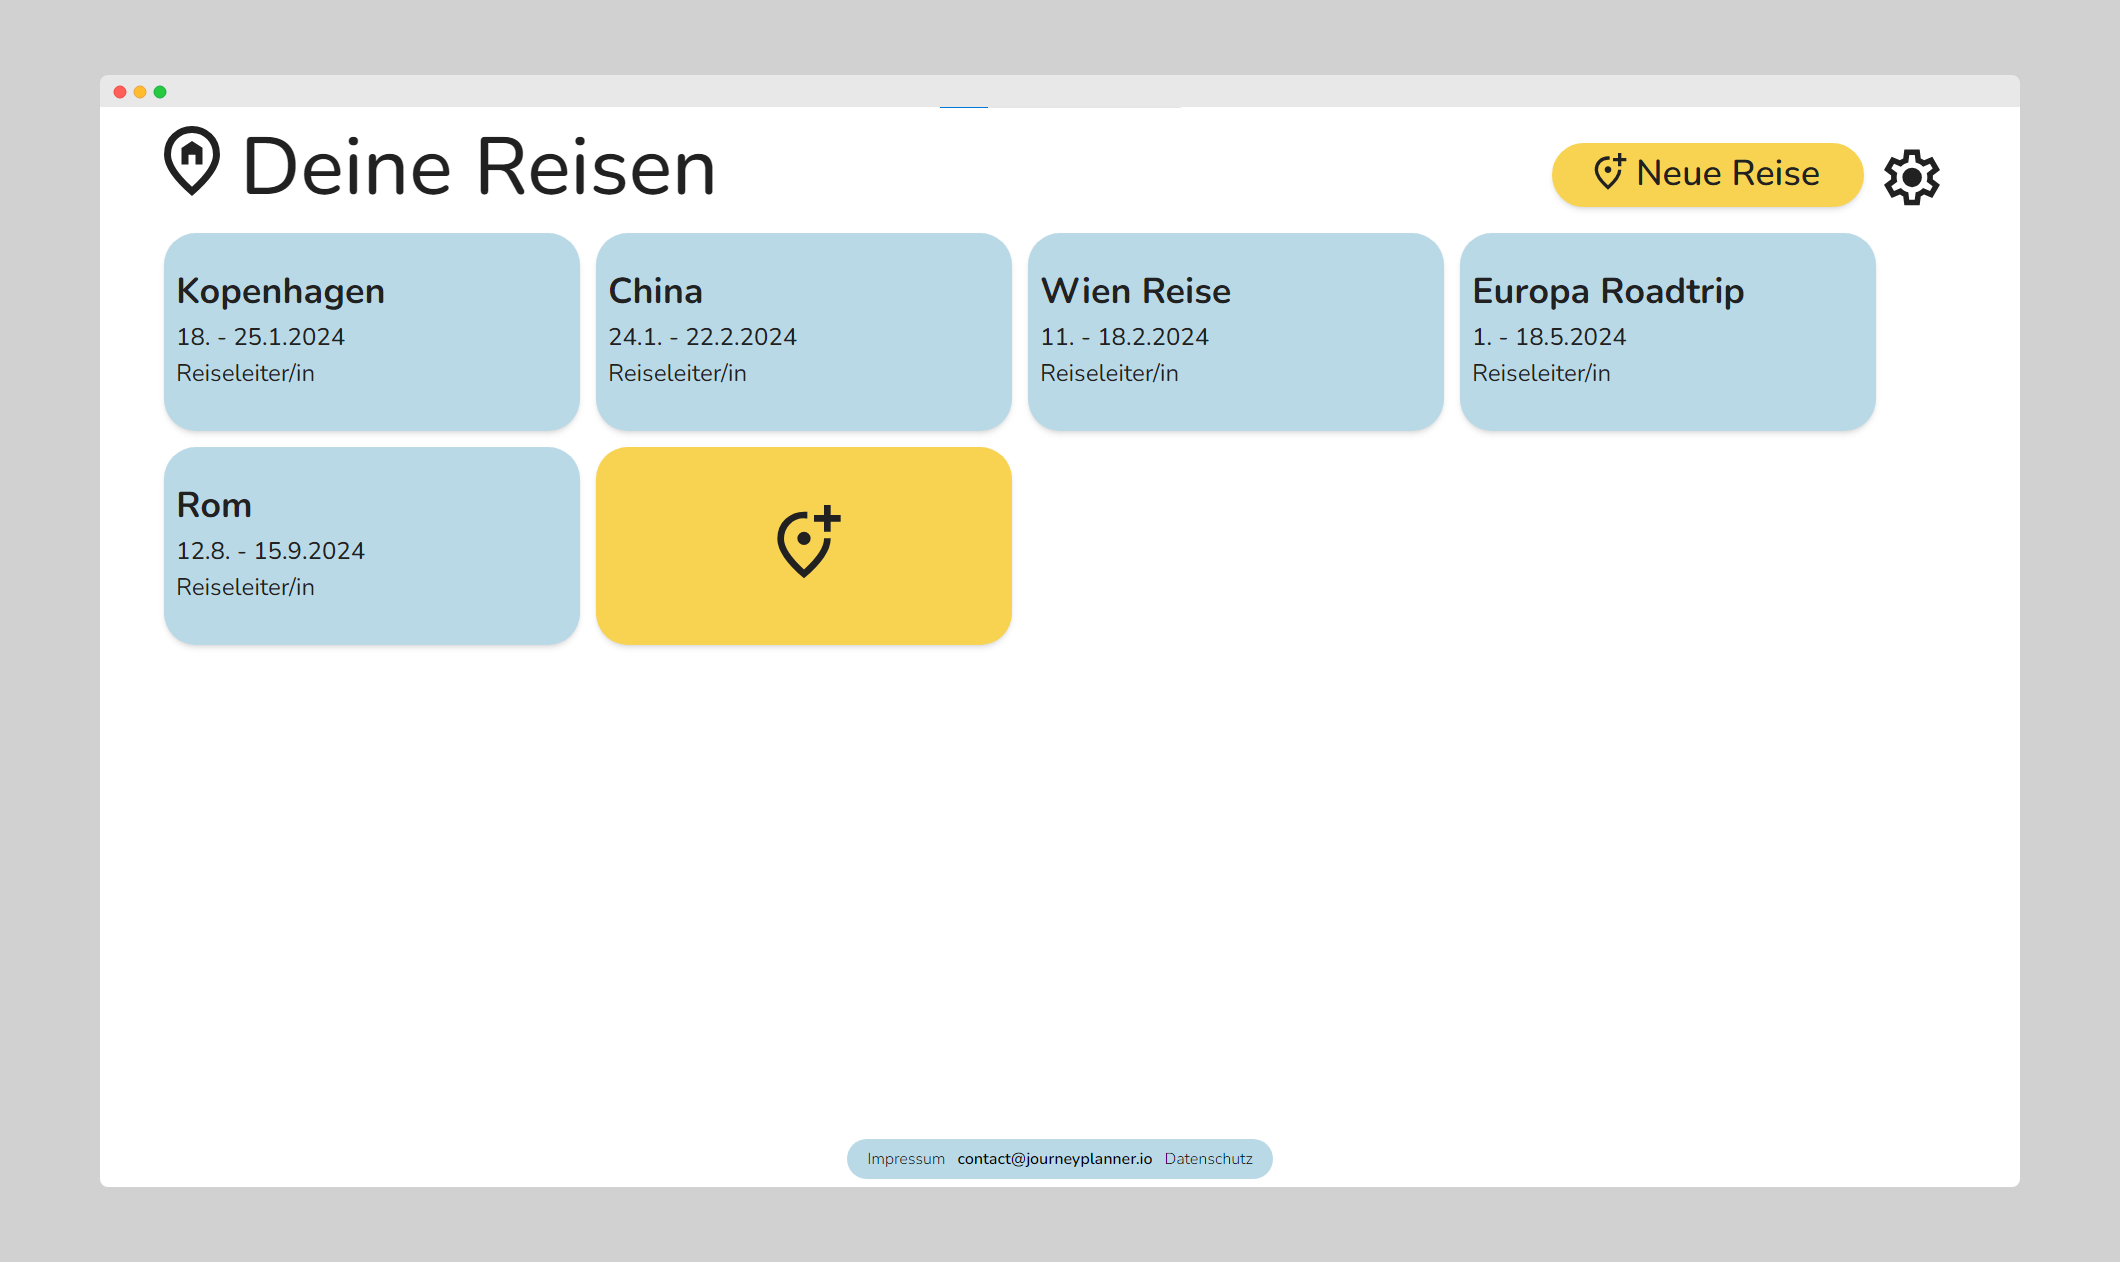 Deine Reisen
Neue Reise
Kopenhagen
18. - 25.1.2024
Reiseleiter/in
China
24.1. - 22.2.2024
Reiseleiter/in
Wien Reise
11. - 18.2.2024
Reiseleiter/in
Europa Roadtrip
1. - 18.5.2024
Reiseleiter/in
Rom
12.8. - 15.9.2024
Reiseleiter/in
Impressum contact@journeyplanner.io Datenschutz